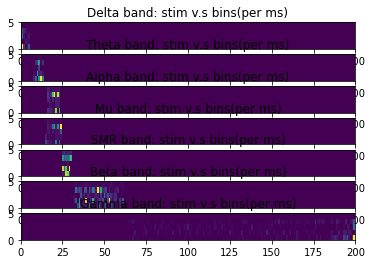 Delta band: stim v.s bins(per ms)
5
0
Theta band: stim v.s bins(per ms)
5
0
Alpha band: stim v.s bins(per ms)
5
0
Mu band: stim v.s bins(per ms)
5
0
SMR band: stim v.s bins(per ms)
5
0
Beta band: stim v.s bins(per ms)
5
0
Gamma band: stim v.s bins(per ms)
5
0
0 25 50 75 100 125 150 175 200